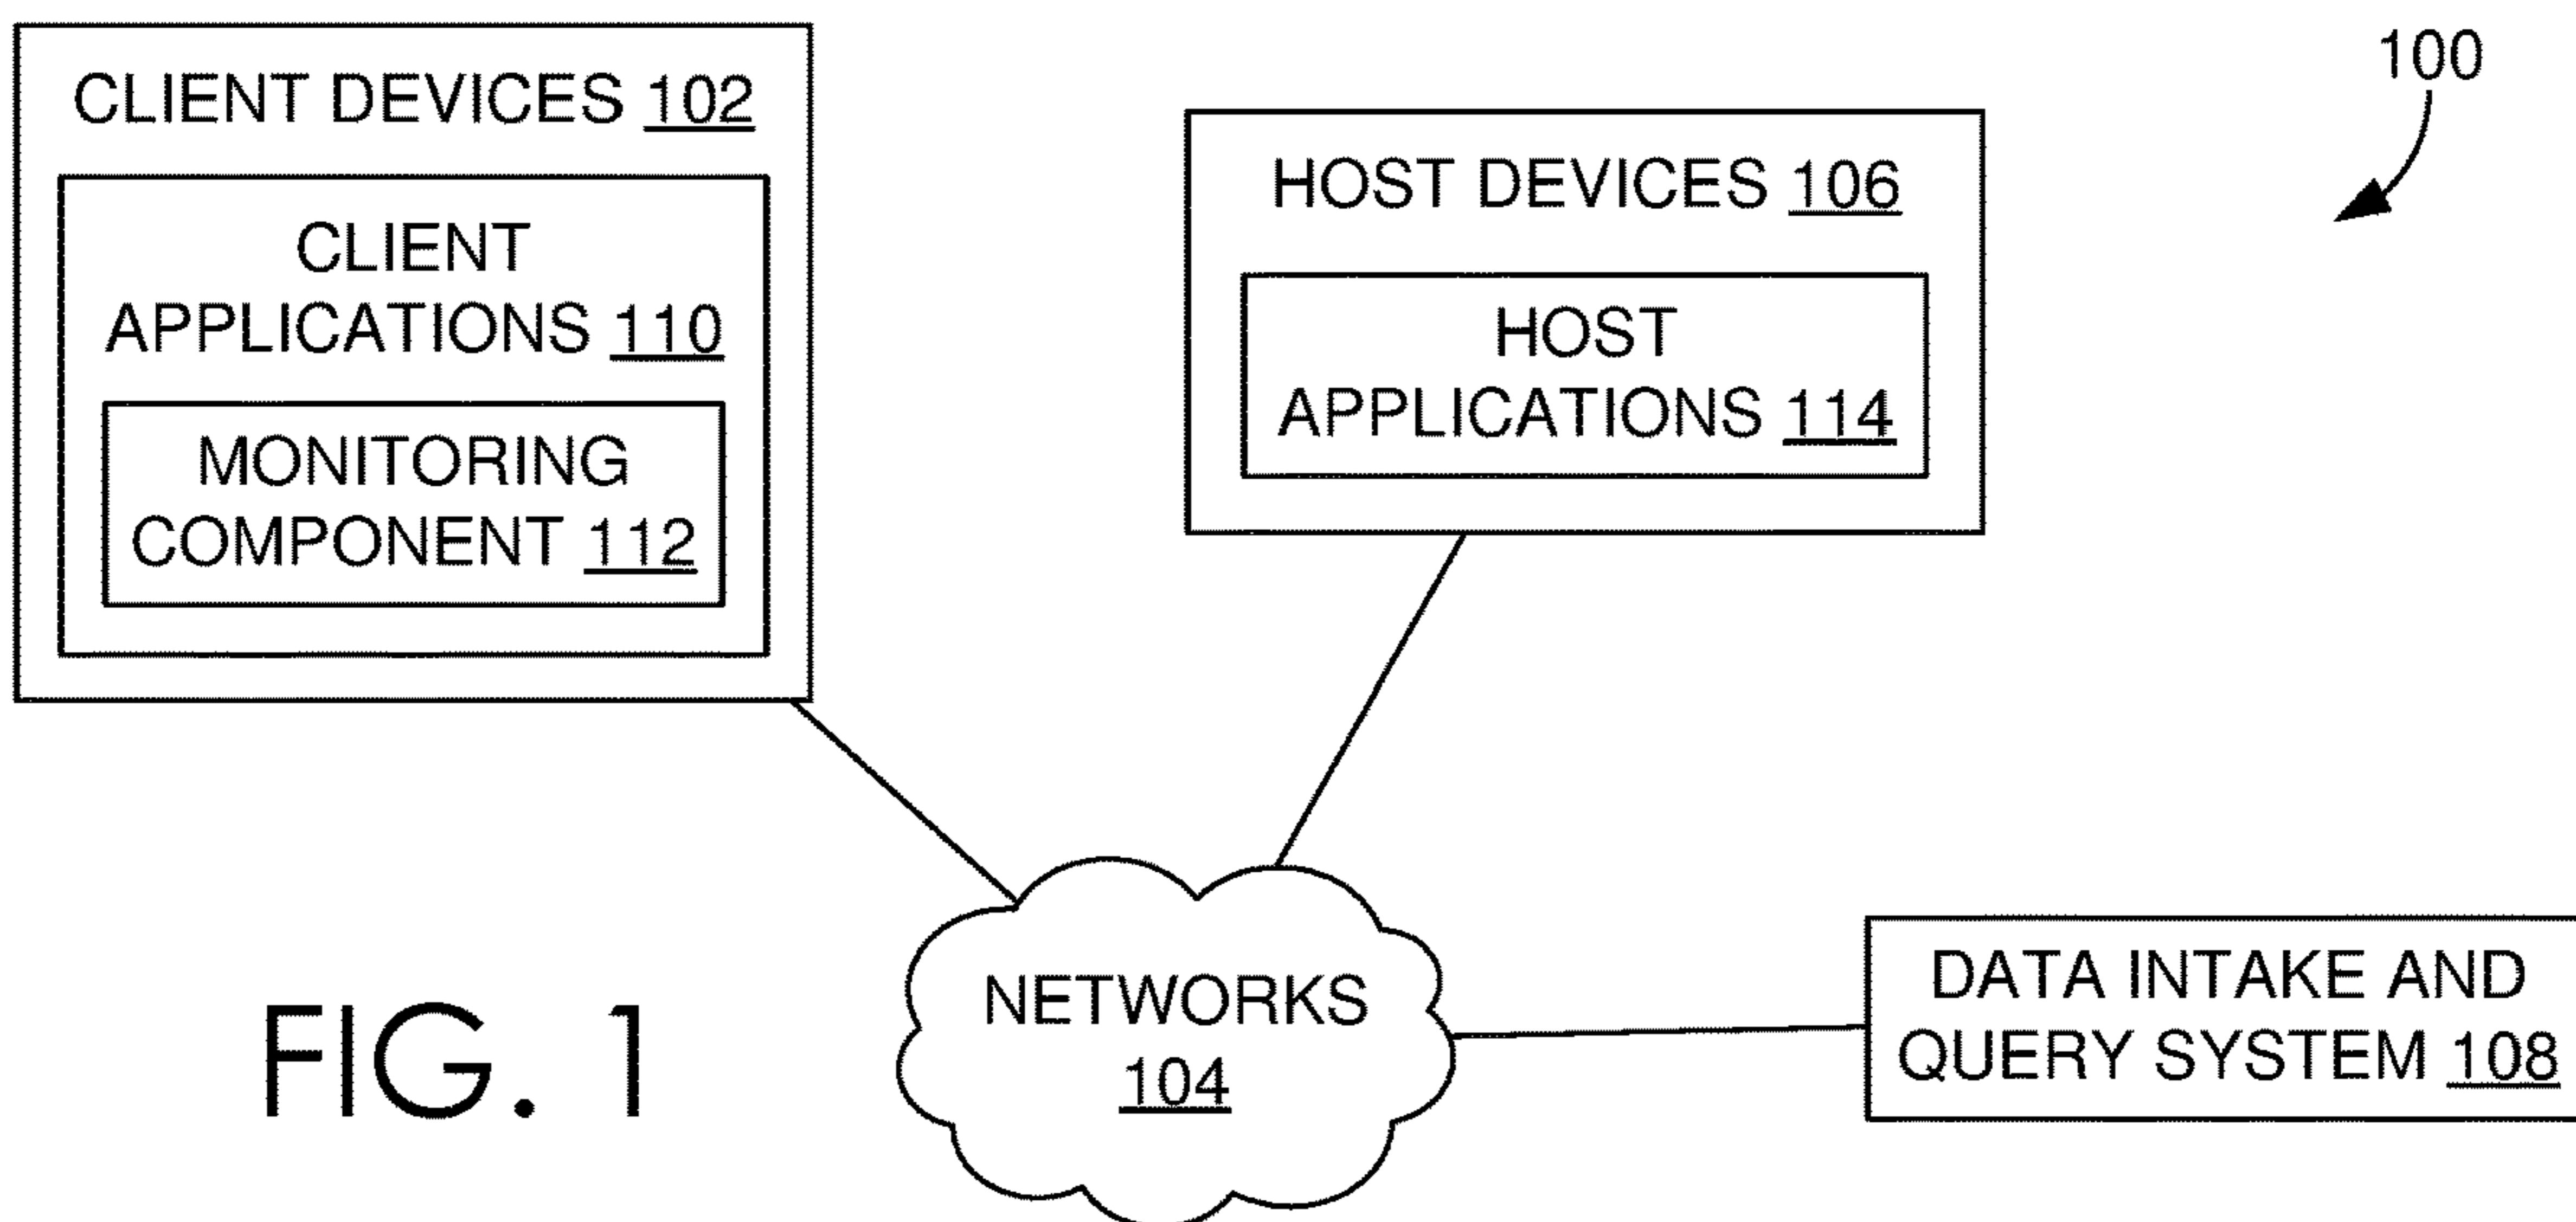 100
CLIENT DEVICES 102
CLIENT
APPLICATIONS 110
MONITORING
COMPONENT 112
HOST DEVICES 106
HOST
APPLICATIONS 114
NETWORKS
104
DATA INTAKE AND
QUERY SYSTEM 108
FIG. 1